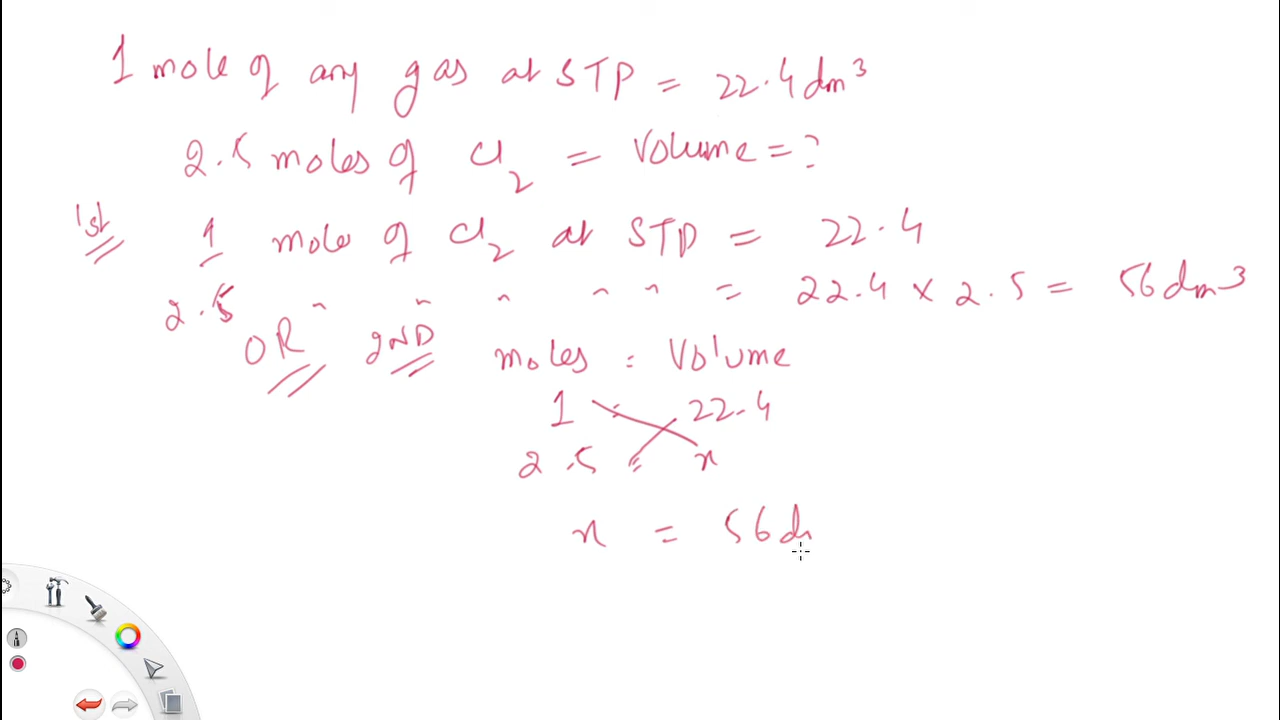 1 mole of any gas at STP = 22.4 dm³
2.5 moles of Cl₂ = Volume = ?
1st 1 mole of Cl₂ at STP = 22.4
2.5 " " " " " = 22.4 × 2.5 = 56 dm³
OR 2ND moles : Volume
1 : 22.4
2.5 : x
x = 56 d